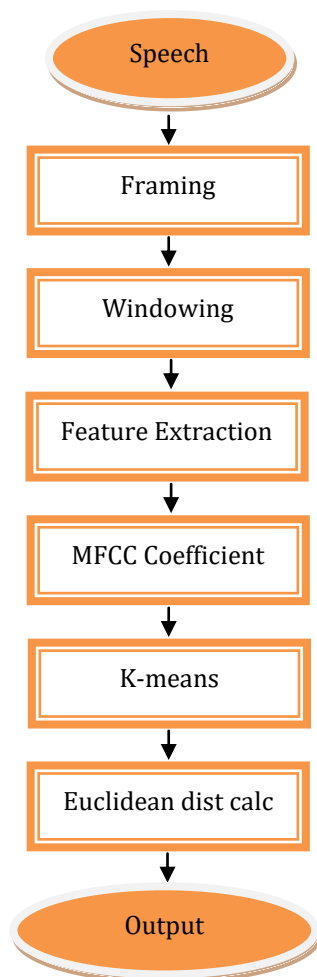 Speech
Framing
Windowing
Feature Extraction
MFCC Coefficient
K-means
Euclidean dist calc
Output